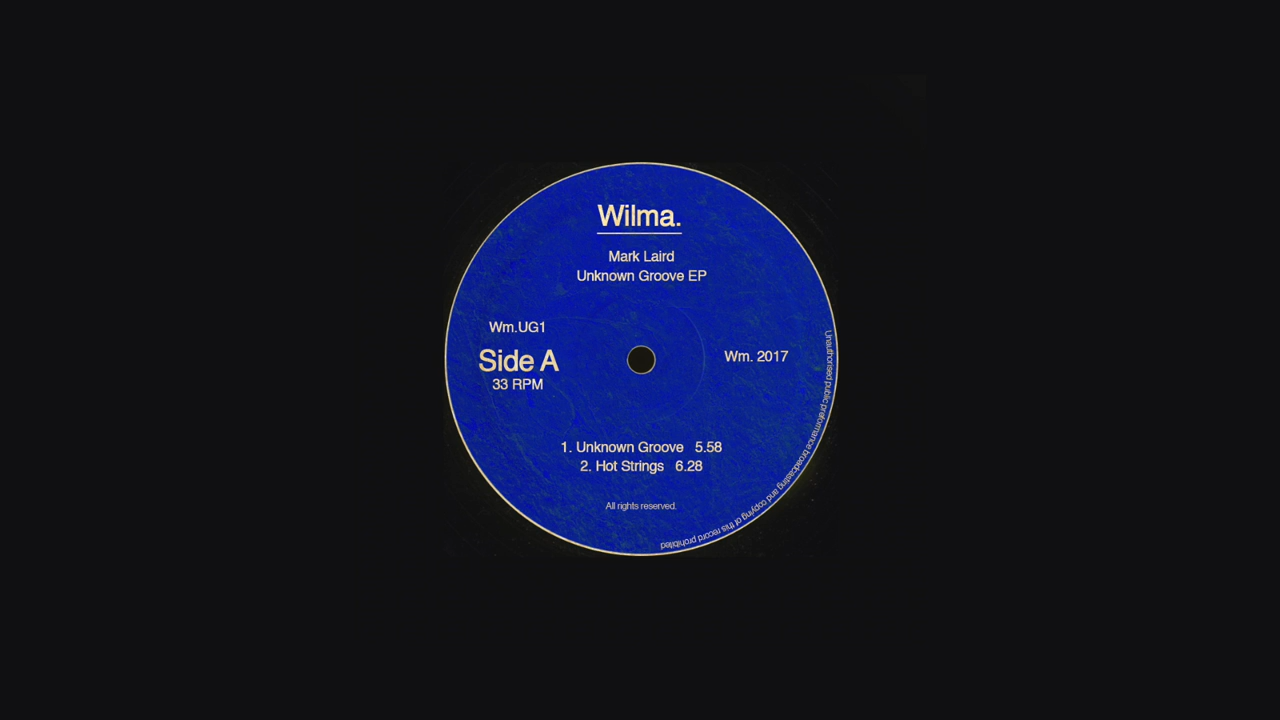 Wilma.
Mark Laird
Unknown Groove EP
Wm.UG1
Side A
33 RPM
Wm. 2017
1. Unknown Groove 5.58
2. Hot Strings 6.28
All rights reserved.
Unauthorised public preformance broadcasting and copying of this record prohibited